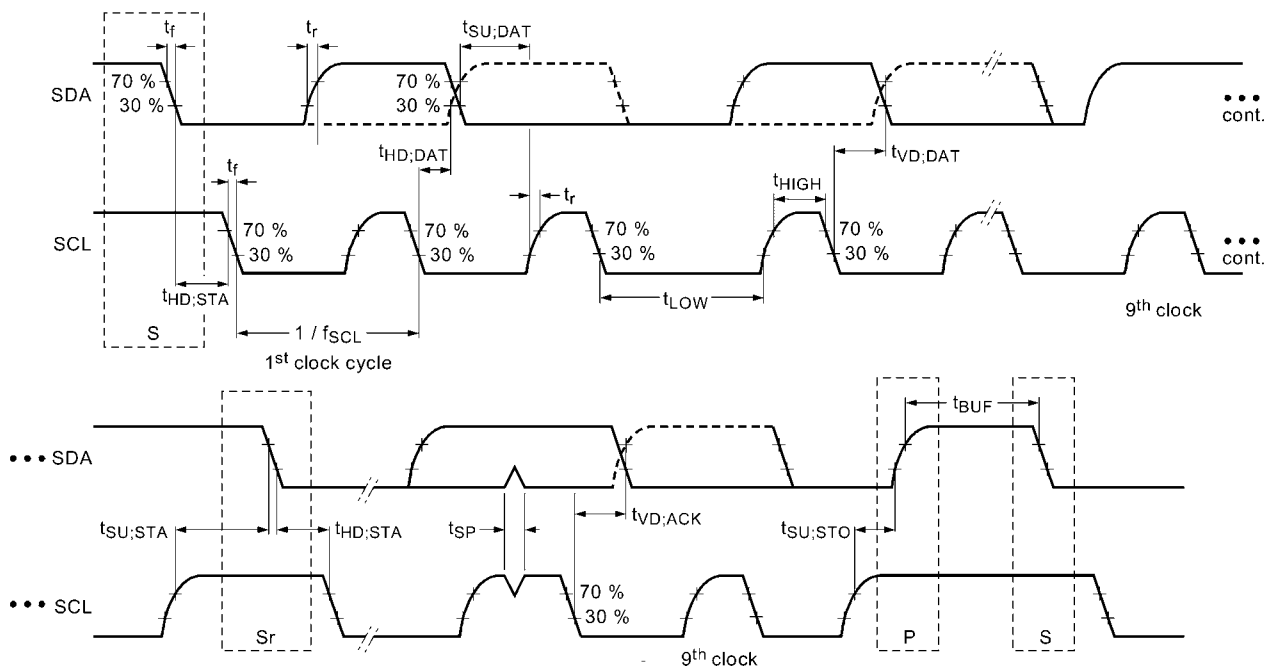 tf tr tSU;DAT
70 % 70 %
SDA
30 % 30 %
••• cont.
tHD;DAT tVD;DAT
tf tr tHIGH
70 % 70 % 70 % 70 %
SCL
30 % 30 % 30 % 30 %
••• cont.
tHD;STA tLOW
9th clock
S 1 / fSCL
1st clock cycle
tBUF
••• SDA
tSU;STA tHD;STA tSP tVD;ACK tSU;STO
70 %
••• SCL
30 %
Sr P S
9th clock